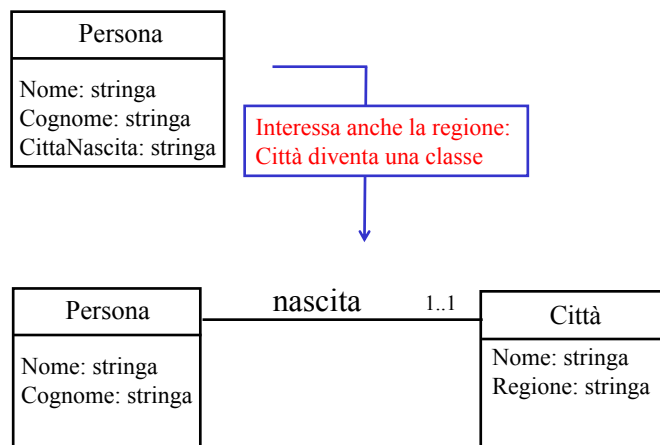 Persona
Nome: stringa
Cognome: stringa
CittaNascita: stringa
Interessa anche la regione:
Città diventa una classe
Persona
Nome: stringa
Cognome: stringa
nascita
1..1
Città
Nome: stringa
Regione: stringa